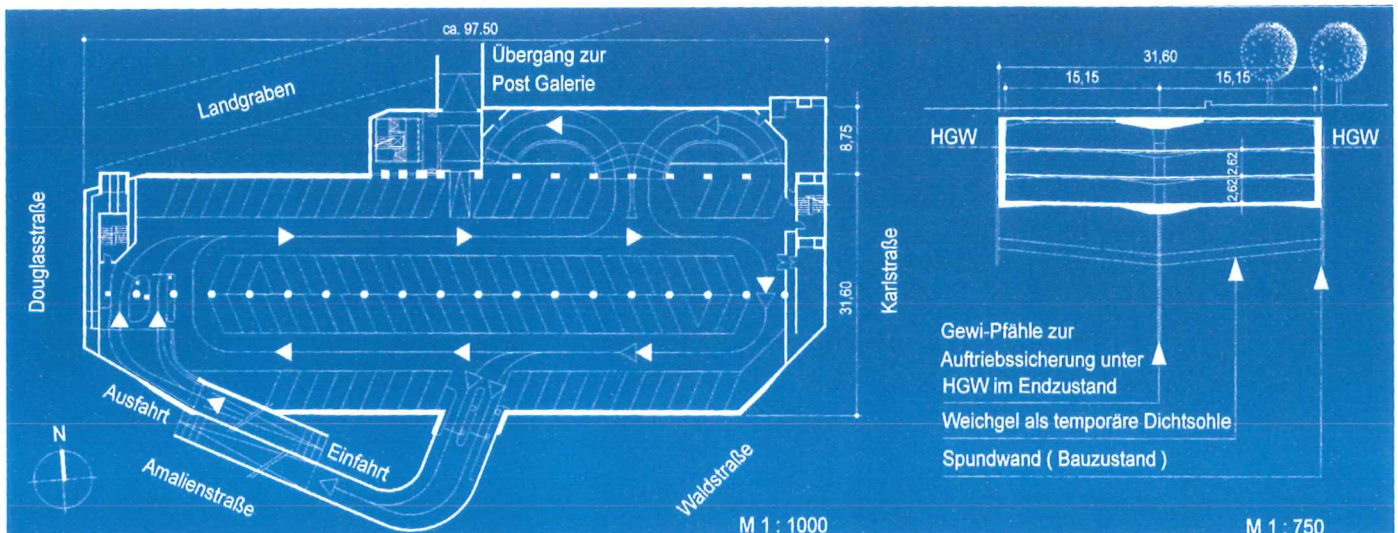 ca. 97.50
Übergang zur
Post Galerie
Landgraben
8,75
31,60
Douglasstraße
Karlstraße
Ausfahrt
Einfahrt
N
Amalienstraße
Waldstraße
M 1 : 1000
31,60
15,15
15,15
HGW
HGW
2,62
2,62
Gewi-Pfähle zur
Auftriebssicherung unter
HGW im Endzustand
Weichgel als temporäre Dichtsohle
Spundwand ( Bauzustand )
M 1 : 750